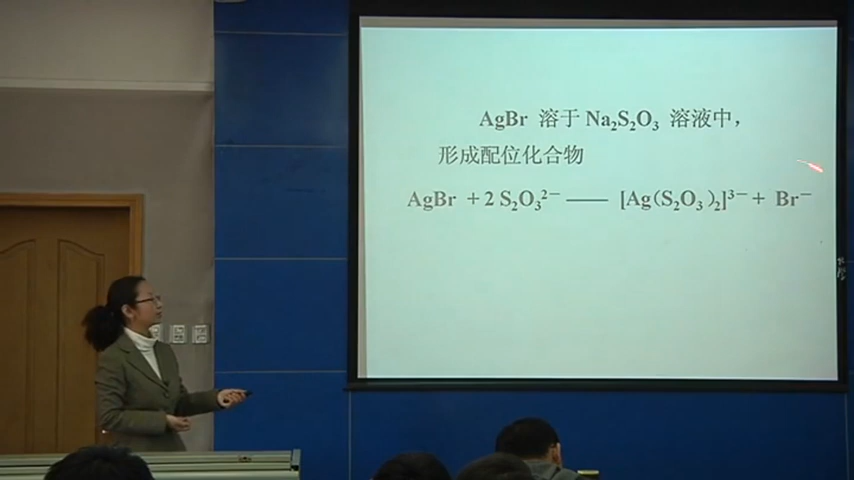 AgBr 溶于 Na₂S₂O₃ 溶液中，
形成配位化合物
AgBr + 2 S₂O₃²⁻ —— [Ag(S₂O₃)₂]³⁻ + Br⁻